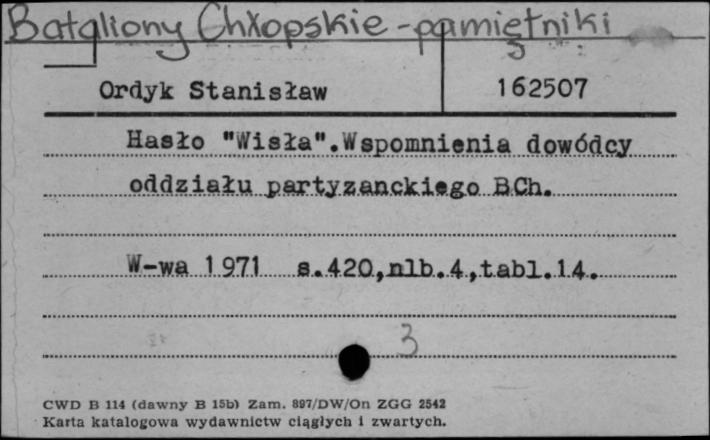 Bataliony Chłopskie - pamiętniki
Ordyk Stanisław 162507
Hasło "Wisła".Wspomnienia dowódcy
oddziału partyzanckiego BCh.
W-wa 1971 s.420,nlb.4,tabl.14.
3
CWD B 114 (dawny B 15b) Zam. 897/DW/On ZGG 2542
Karta katalogowa wydawnictw ciągłych i zwartych.